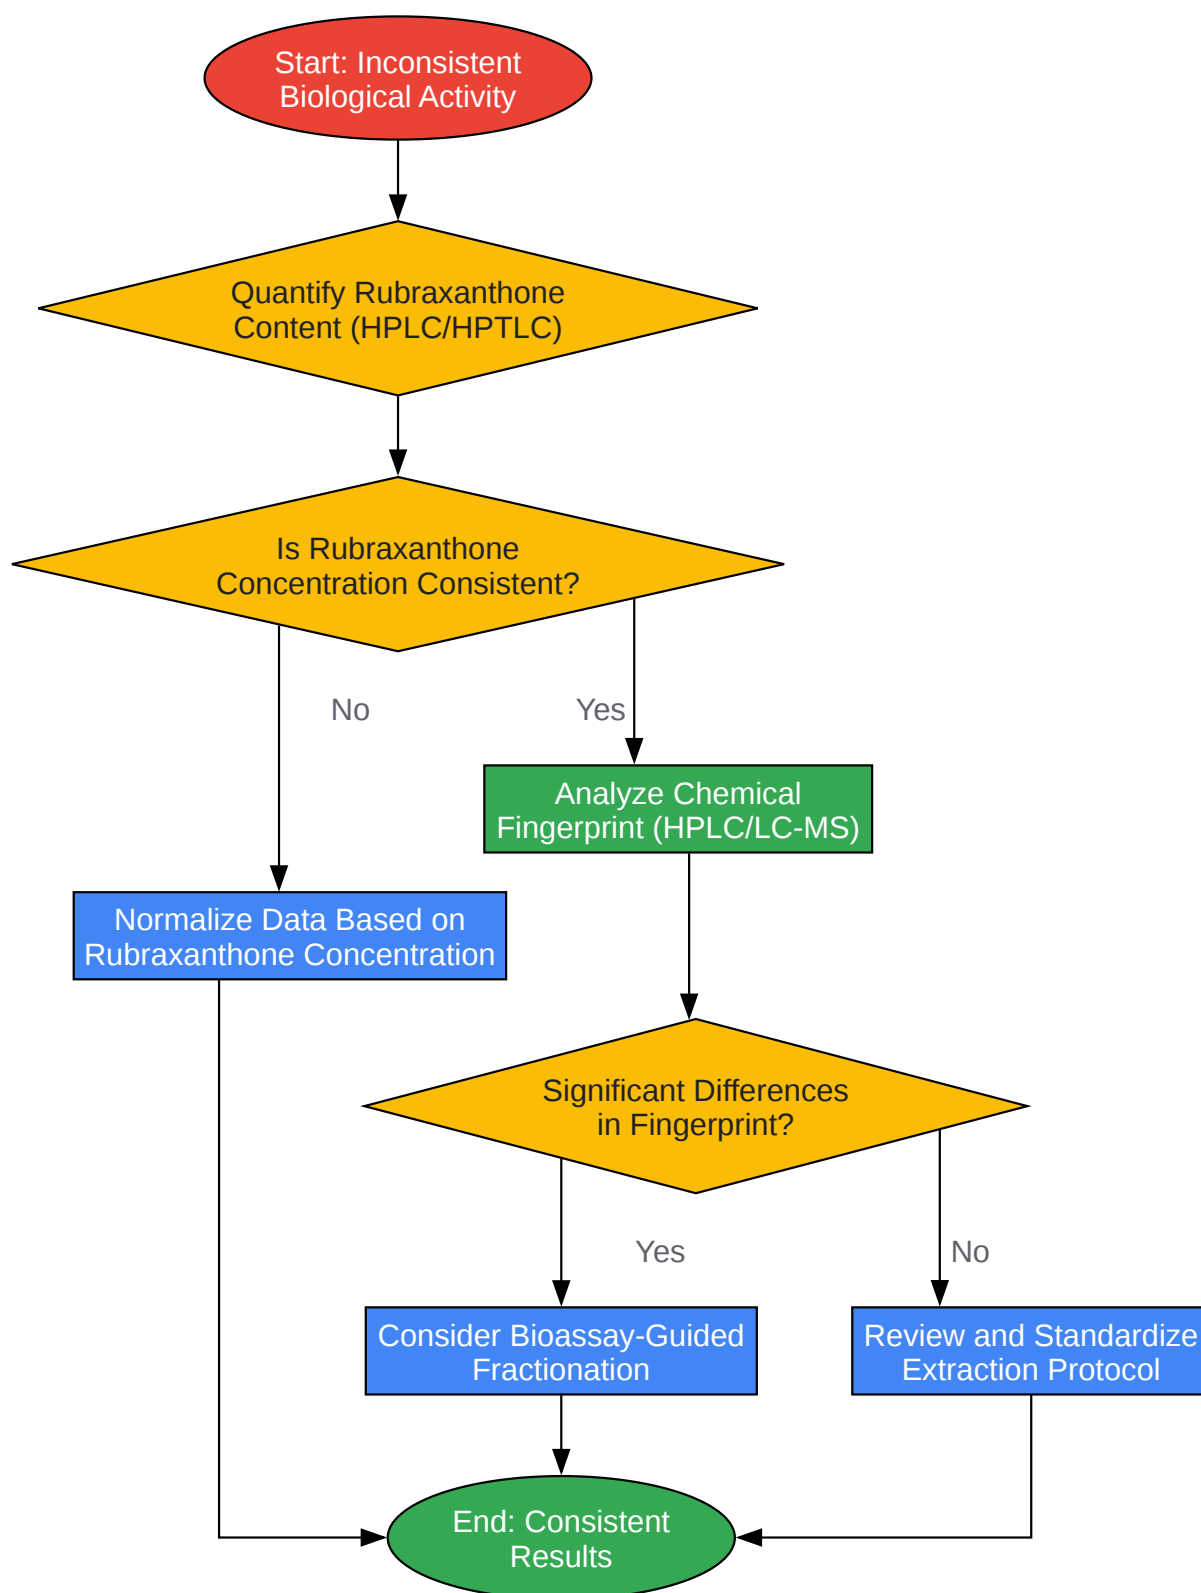 Start: Inconsistent
Biological Activity
Quantify Rubraxanthone
Content (HPLC/HPTLC)
Is Rubraxanthone
Concentration Consistent?
No
Yes
Analyze Chemical
Fingerprint (HPLC/LC-MS)
Normalize Data Based on
Rubraxanthone Concentration
Significant Differences
in Fingerprint?
Yes
No
Consider Bioassay-Guided
Fractionation
Review and Standardize
Extraction Protocol
End: Consistent
Results